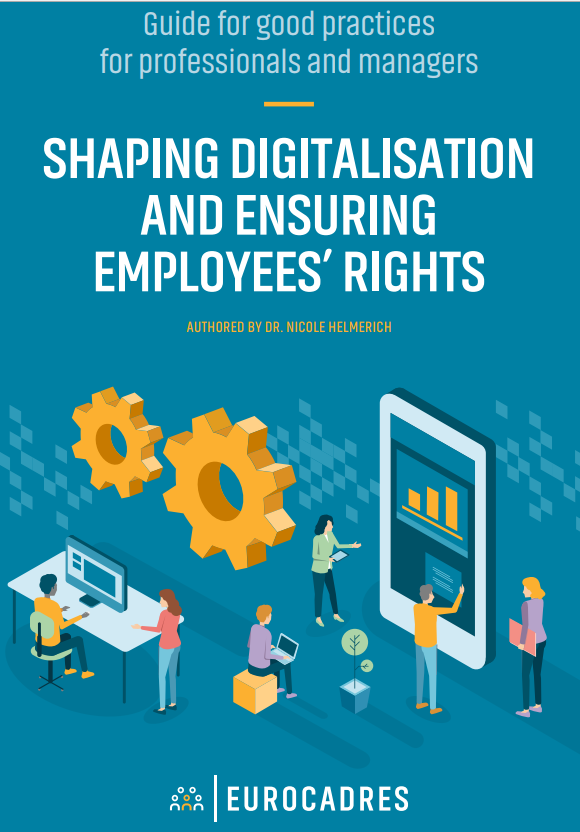 Guide for good practices
for professionals and managers
SHAPING DIGITALISATION
AND ENSURING
EMPLOYEES’ RIGHTS
AUTHORED BY DR. NICOLE HELMERICH
EUROCADRES